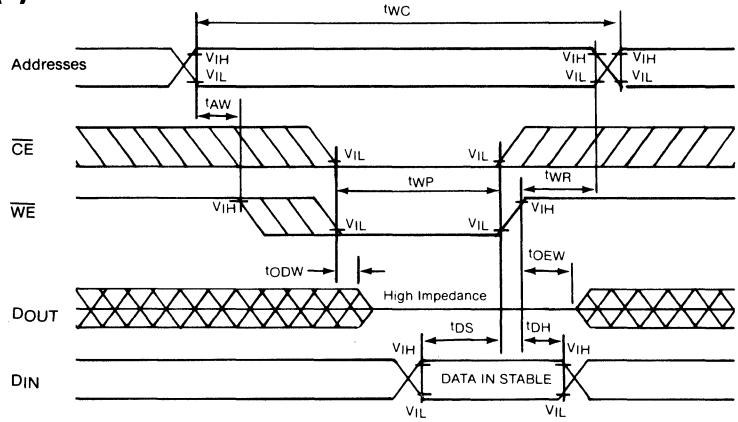 tWC
Addresses
VIH
VIL
VIH
VIL
VIH
VIL
tAW
CE
VIL
VIL
tWP
tWR
WE
VIH
VIL
VIL
VIH
tODW
tOEW
DOUT
High Impedance
tDS
tDH
DIN
VIH
VIL
DATA IN STABLE
VIH
VIL